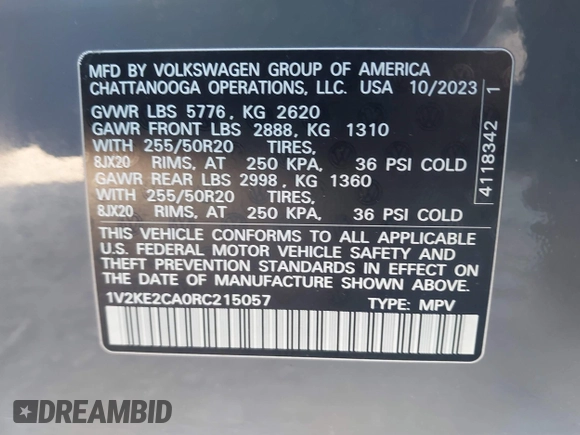 MFD BY VOLKSWAGEN GROUP OF AMERICA
CHATTANOOGA OPERATIONS, LLC. USA 10/2023
GVWR LBS 5776, KG 2620
GAWR FRONT LBS 2888, KG 1310
WITH 255/50R20 TIRES,
8JX20 RIMS, AT 250 KPA, 36 PSI COLD
GAWR REAR LBS 2998, KG 1360
WITH 255/50R20 TIRES,
8JX20 RIMS, AT 250 KPA, 36 PSI COLD
THIS VEHICLE CONFORMS TO ALL APPLICABLE
U.S. FEDERAL MOTOR VEHICLE SAFETY AND
THEFT PREVENTION STANDARDS IN EFFECT ON
THE DATE OF MANUFACTURE SHOWN ABOVE.
1V2KE2CA0RC215057 TYPE: MPV
4118342 1
DREAMBID